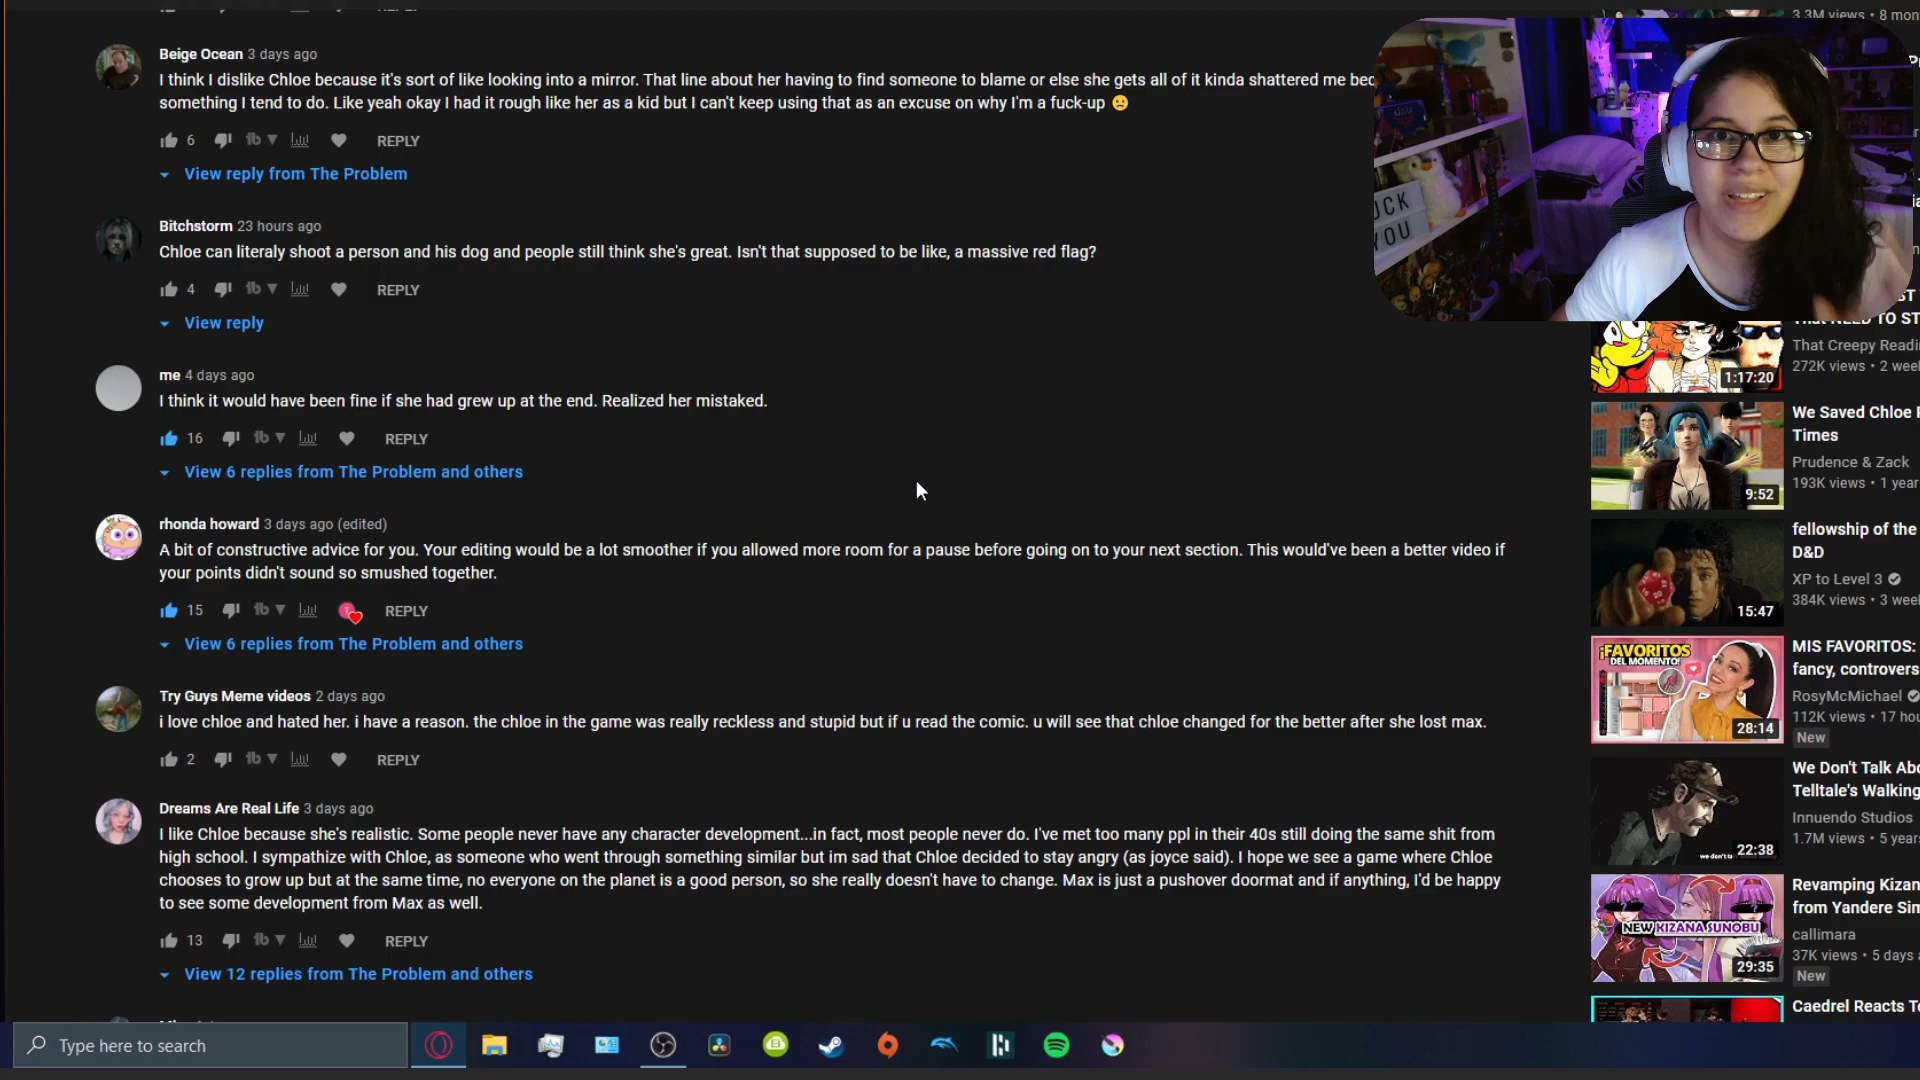 3.3M views • 8 mon
Beige Ocean 3 days ago
I think I dislike Chloe because it's sort of like looking into a mirror. That line about her having to find someone to blame or else she gets all of it kinda shattered me bec
something I tend to do. Like yeah okay I had it rough like her as a kid but I can't keep using that as an excuse on why I'm a fuck-up 🙁
6 REPLY
View reply from The Problem
UCK
YOU
Bitchstorm 23 hours ago
Chloe can literaly shoot a person and his dog and people still think she's great. Isn't that supposed to be like, a massive red flag?
4 REPLY
View reply
me 4 days ago
I think it would have been fine if she had grew up at the end. Realized her mistaked.
16 REPLY
View 6 replies from The Problem and others
rhonda howard 3 days ago (edited)
A bit of constructive advice for you. Your editing would be a lot smoother if you allowed more room for a pause before going on to your next section. This would've been a better video if
your points didn't sound so smushed together.
15 REPLY
View 6 replies from The Problem and others
Try Guys Meme videos 2 days ago
i love chloe and hated her. i have a reason. the chloe in the game was really reckless and stupid but if u read the comic. u will see that chloe changed for the better after she lost max.
2 REPLY
Dreams Are Real Life 3 days ago
I like Chloe because she's realistic. Some people never have any character development...in fact, most people never do. I've met too many ppl in their 40s still doing the same shit from
high school. I sympathize with Chloe, as someone who went through something similar but im sad that Chloe decided to stay angry (as joyce said). I hope we see a game where Chloe
chooses to grow up but at the same time, no everyone on the planet is a good person, so she really doesn't have to change. Max is just a pushover doormat and if anything, I'd be happy
to see some development from Max as well.
13 REPLY
View 12 replies from The Problem and others
That NEED TO ST
That Creepy Readi
272K views • 2 wee
1:17:20
We Saved Chloe P
Times
Prudence & Zack
193K views • 1 year
9:52
fellowship of the
D&D
XP to Level 3
384K views • 3 wee
15:47
MIS FAVORITOS:
fancy, controvers
RosyMcMichael
112K views • 17 hou
New
¡FAVORITOS
DEL MOMENTO!
28:14
We Don't Talk Abo
Telltale's Walking
Innuendo Studios
1.7M views • 5 years
22:38
Revamping Kizan
from Yandere Sim
callimara
37K views • 5 days a
New
NEW KIZANA SUNOBU
29:35
Caedrel Reacts To
Type here to search